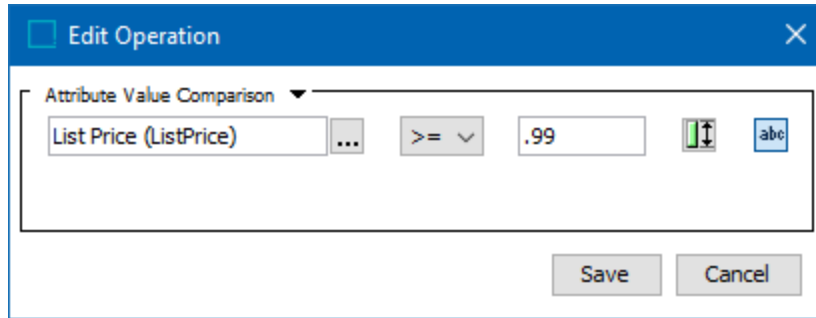 Edit Operation
Attribute Value Comparison
List Price (ListPrice) ... >= .99 abc
Save Cancel